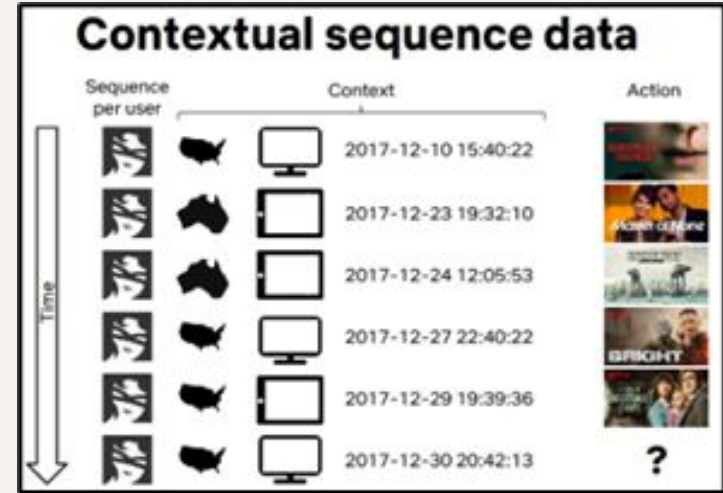 Contextual sequence data
Sequence
per user
Context
Action
Time
2017-12-10 15:40:22
2017-12-23 19:32:10
Master of None
2017-12-24 12:05:53
2017-12-27 22:40:22
BRIGHT
2017-12-29 19:39:36
2017-12-30 20:42:13
?